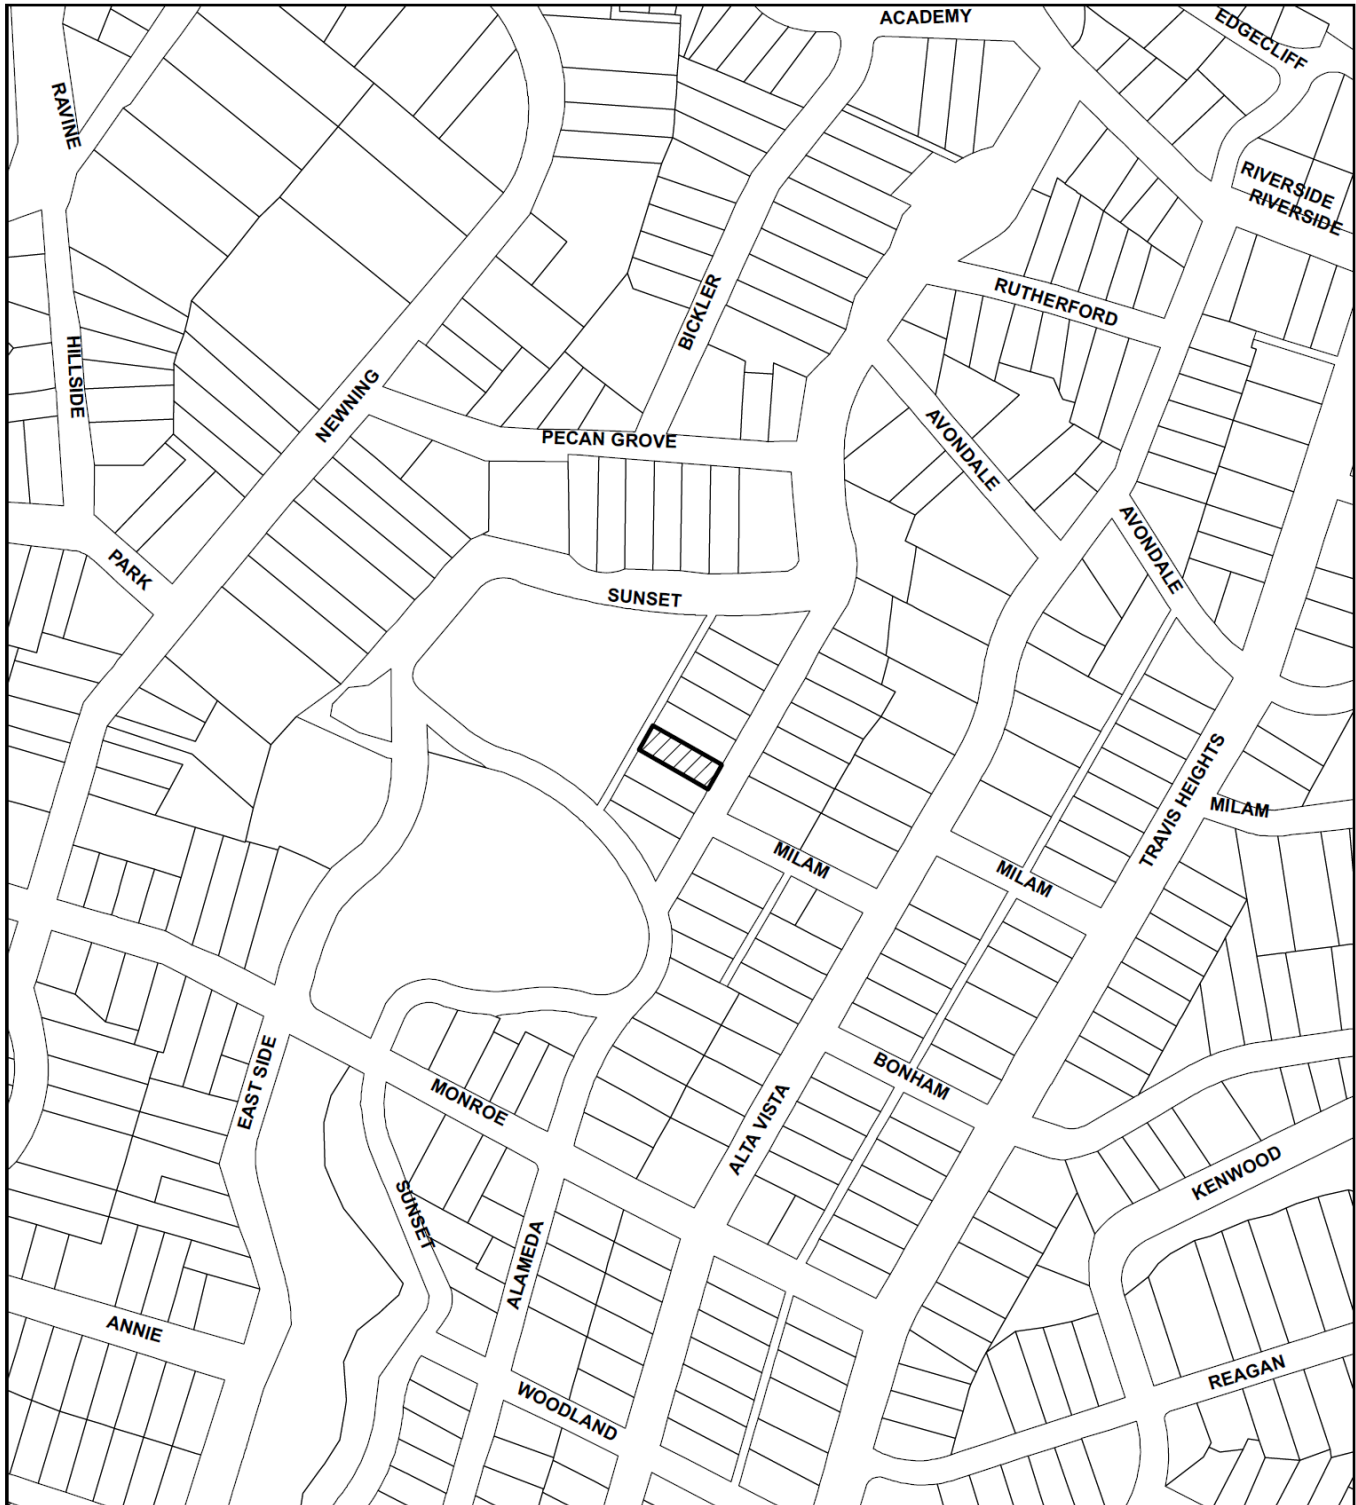 ACADEMY
EDGECLIFF
RAVINE
RIVERSIDE
RIVERSIDE
RUTHERFORD
BICKLER
HILLSIDE
NEWNING
AVONDALE
PECAN GROVE
AVONDALE
PARK
SUNSET
TRAVIS HEIGHTS
MILAM
MILAM
MILAM
EAST SIDE
BONHAM
MONROE
ALTA VISTA
KENWOOD
SUNSET
ALAMEDA
ANNIE
REAGAN
WOODLAND